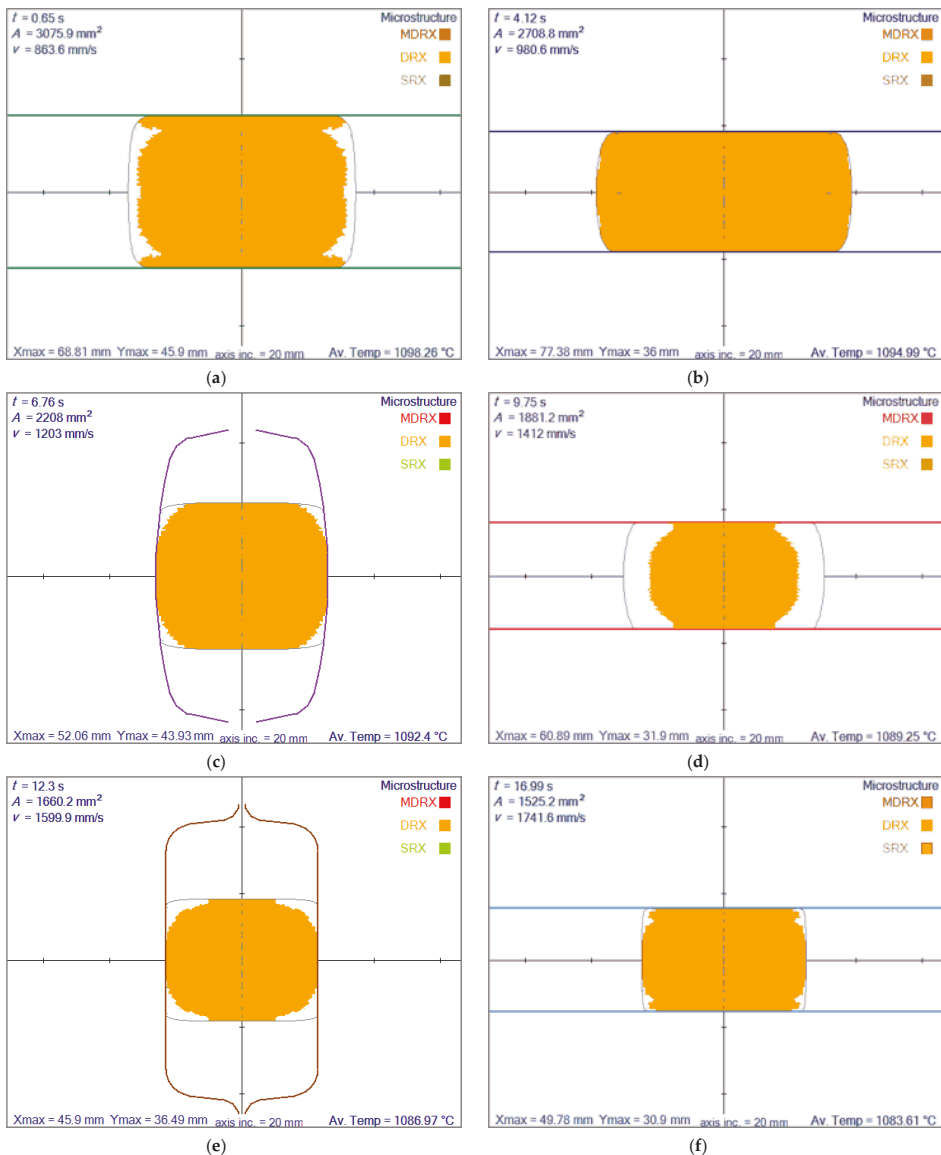 t = 0.65 s
A = 3075.9 mm²
v = 863.6 mm/s
Microstructure
MDRX
DRX
SRX
Xmax = 68.81 mm Ymax = 45.9 mm axis inc. = 20 mm Av. Temp = 1098.26 °C
(a)
t = 4.12 s
A = 2708.8 mm²
v = 980.6 mm/s
Microstructure
MDRX
DRX
SRX
Xmax = 77.38 mm Ymax = 36 mm axis inc. = 20 mm Av. Temp = 1094.99 °C
(b)
t = 6.76 s
A = 2208 mm²
v = 1203 mm/s
Microstructure
MDRX
DRX
SRX
Xmax = 52.06 mm Ymax = 43.93 mm axis inc. = 20 mm Av. Temp = 1092.4 °C
(c)
t = 9.75 s
A = 1881.2 mm²
v = 1412 mm/s
Microstructure
MDRX
DRX
SRX
Xmax = 60.89 mm Ymax = 31.9 mm axis inc. = 20 mm Av. Temp = 1089.25 °C
(d)
t = 12.3 s
A = 1660.2 mm²
v = 1599.9 mm/s
Microstructure
MDRX
DRX
SRX
Xmax = 45.9 mm Ymax = 36.49 mm axis inc. = 20 mm Av. Temp = 1086.97 °C
(e)
t = 16.99 s
A = 1525.2 mm²
v = 1741.6 mm/s
Microstructure
MDRX
DRX
SRX
Xmax = 49.78 mm Ymax = 30.9 mm axis inc. = 20 mm Av. Temp = 1083.61 °C
(f)